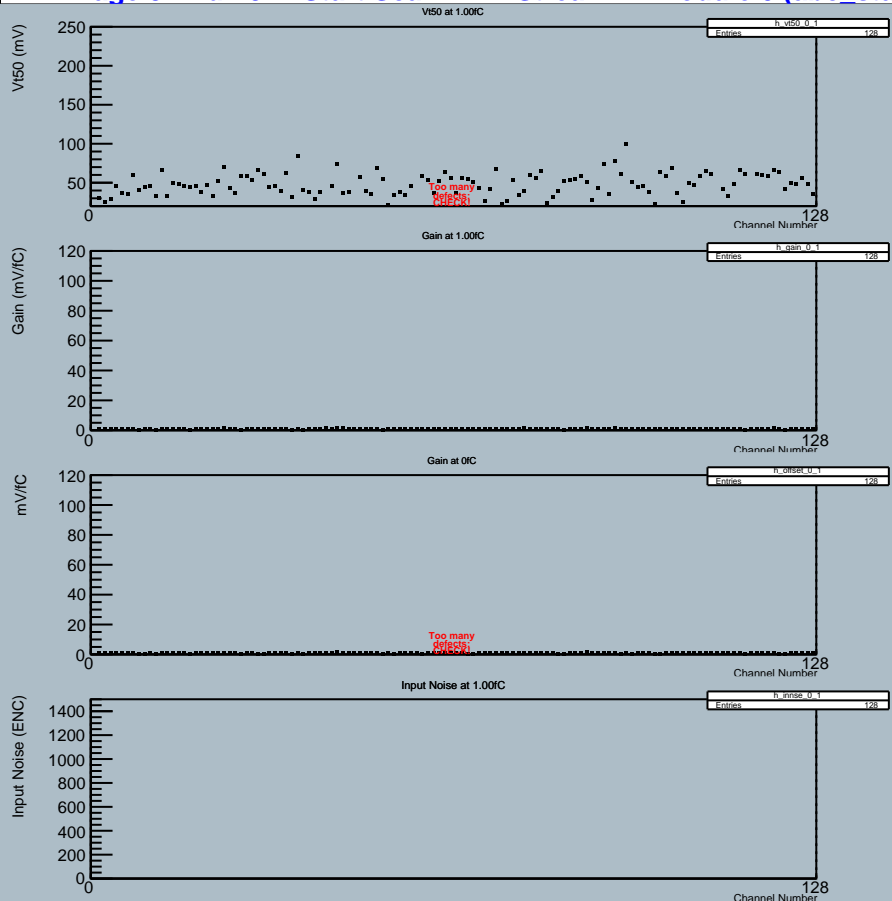 Vt50 at 1.00fC
h_vt50_0_1
Entries 128
Vt50 (mV)
250
200
150
100
50
Too many
defects:
CHECK!
0
128
Channel Number
Gain at 1.00fC
h_gain_0_1
Entries 128
Gain (mV/fC)
120
100
80
60
40
20
0
0
128
Channel Number
Gain at 0fC
h_offset_0_1
Entries 128
mV/fC
120
100
80
60
40
20
Too many
defects:
CHECK!
0
0
128
Channel Number
Input Noise at 1.00fC
h_innse_0_1
Entries 128
Input Noise (ENC)
1400
1200
1000
800
600
400
200
0
0
128
Channel Number